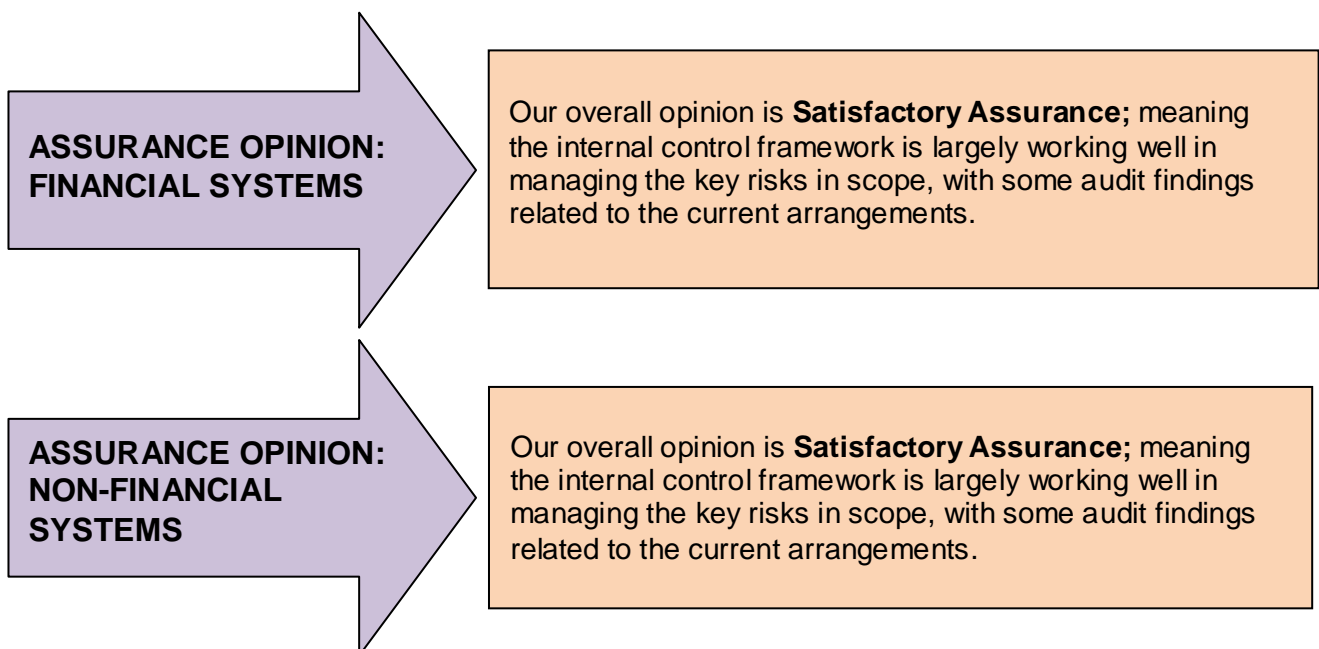 ASSURANCE OPINION:
FINANCIAL SYSTEMS
Our overall opinion is Satisfactory Assurance; meaning
the internal control framework is largely working well in
managing the key risks in scope, with some audit findings
related to the current arrangements.
ASSURANCE OPINION:
NON-FINANCIAL
SYSTEMS
Our overall opinion is Satisfactory Assurance; meaning
the internal control framework is largely working well in
managing the key risks in scope, with some audit findings
related to the current arrangements.